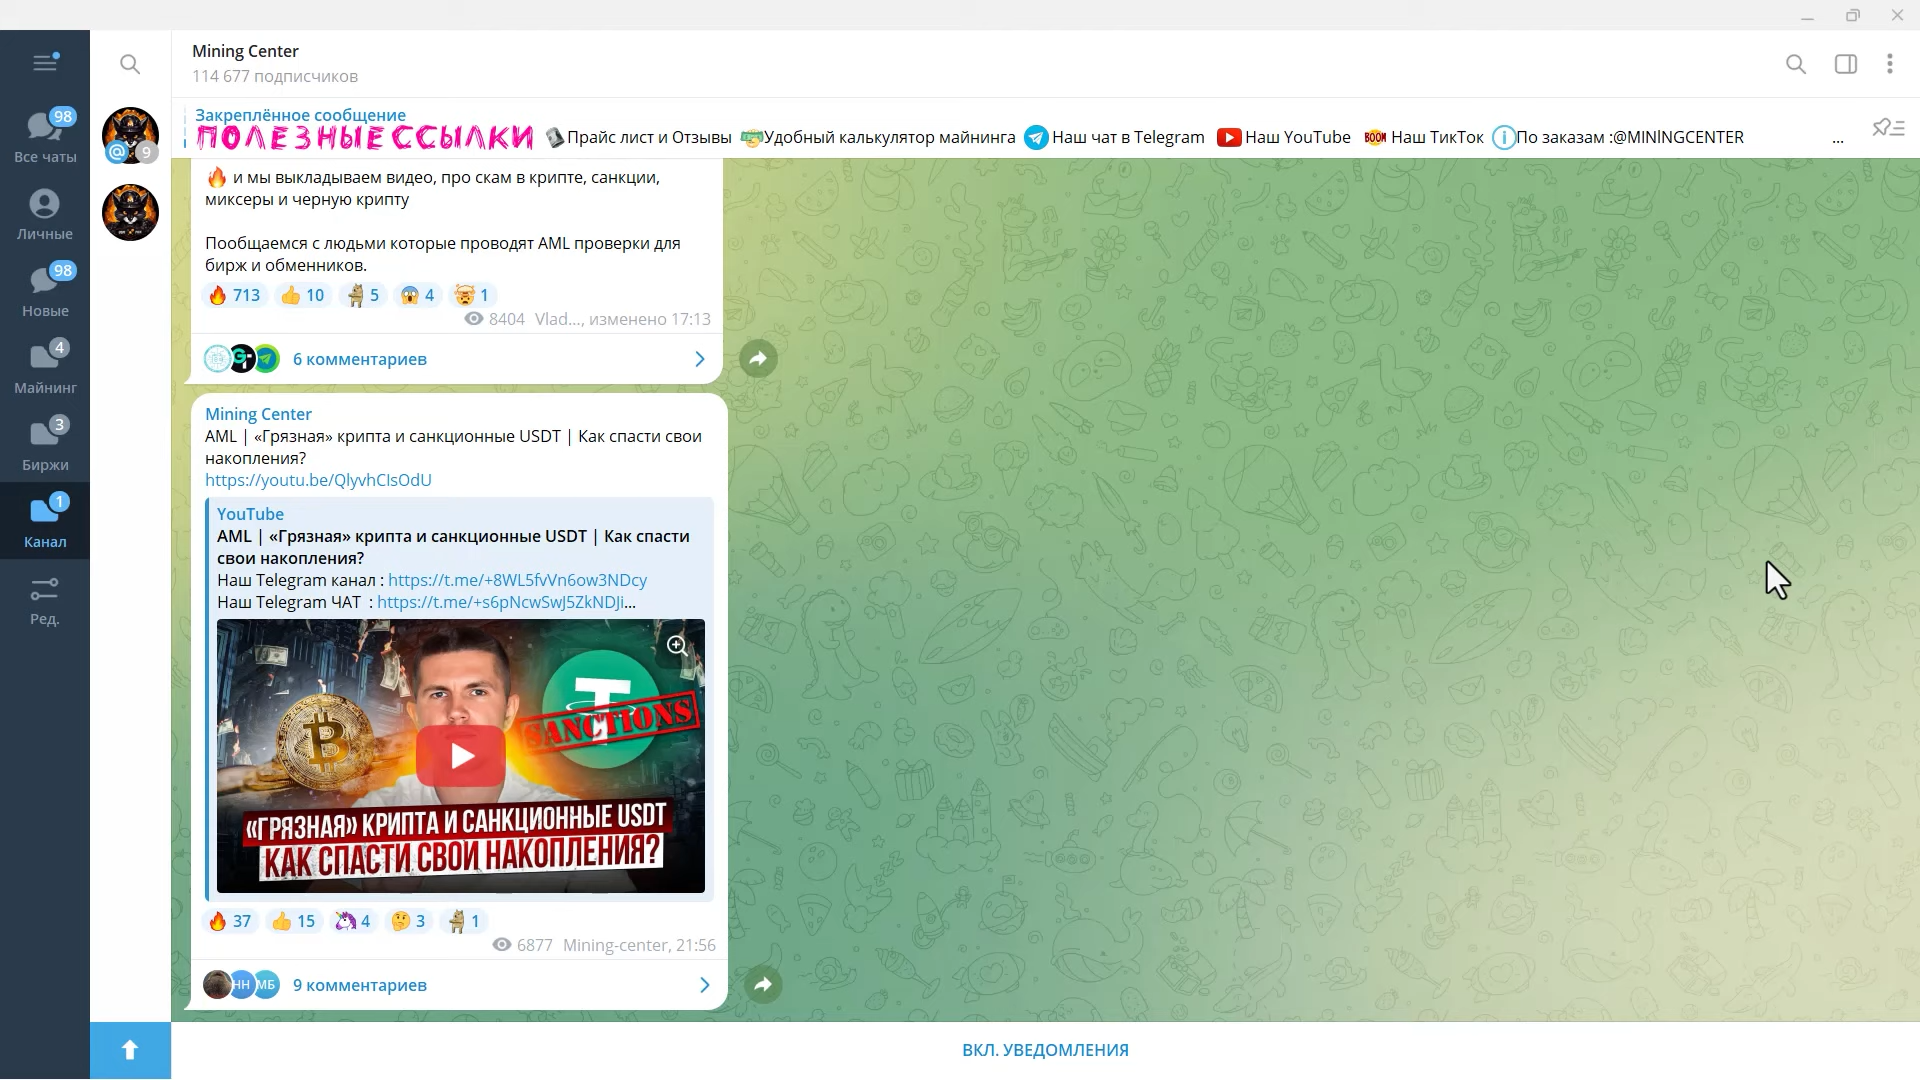 Mining Center
114 677 подписчиков
Закреплённое сообщение
ПОЛЕЗНЫЕ ССЫЛКИ Прайс лист и Отзывы Удобный калькулятор майнинга Наш чат в Telegram Наш YouTube BOOM Наш ТикТок По заказам :@MININGCENTER ...
98
Все чаты
Личные
98
Новые
4
Майнинг
3
Биржи
1
Канал
Ред.
@ 9
и мы выкладываем видео, про скам в крипте, санкции,
миксеры и черную крипту
Пообщаемся с людьми которые проводят AML проверки для
бирж и обменников.
713 10 5 4 1
8404 Vlad..., изменено 17:13
6 комментариев
Mining Center
AML | «Грязная» крипта и санкционные USDT | Как спасти свои
накопления?
https://youtu.be/QlyvhCIsOdU
YouTube
AML | «Грязная» крипта и санкционные USDT | Как спасти
свои накопления?
Наш Telegram канал : https://t.me/+8WL5fvVn6ow3NDcy
Наш Telegram ЧАТ : https://t.me/+s6pNcwSwJ5ZkNDJi...
SANCTIONS
«ГРЯЗНАЯ» КРИПТА И САНКЦИОННЫЕ USDT
КАК СПАСТИ СВОИ НАКОПЛЕНИЯ?
37 15 4 3 1
6877 Mining-center, 21:56
НН МБ 9 комментариев
ВКЛ. УВЕДОМЛЕНИЯ